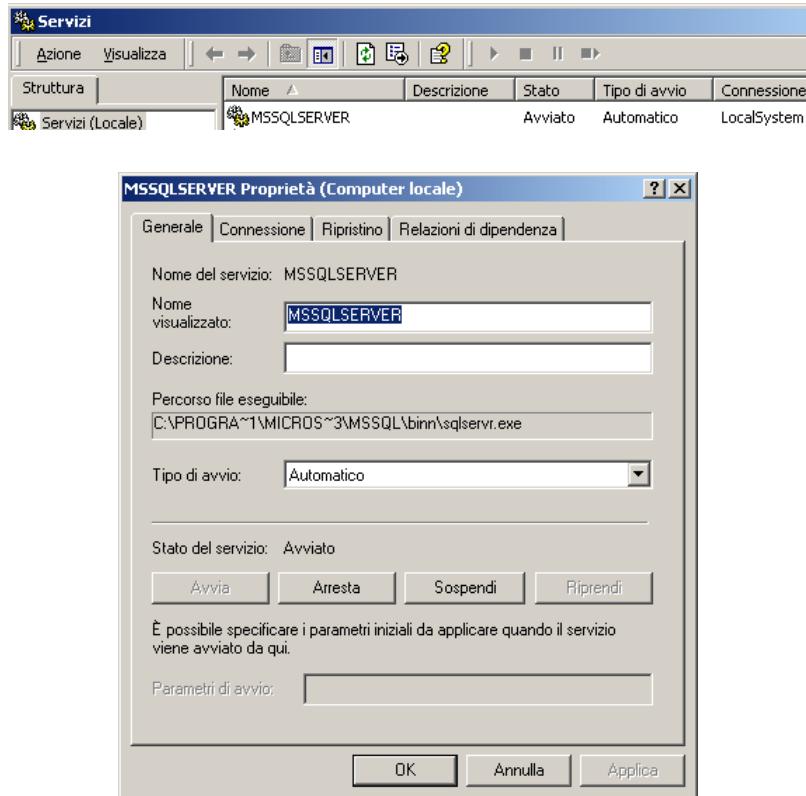 Servizi
Azione Visualizza
Struttura
Nome Descrizione Stato Tipo di avvio Connessione
Servizi (Locale)
MSSQLSERVER Avviato Automatico LocalSystem
MSSQLSERVER Proprietà (Computer locale)
Generale Connessione Ripristino Relazioni di dipendenza
Nome del servizio: MSSQLSERVER
Nome
visualizzato:
MSSQLSERVER
Descrizione:
Percorso file eseguibile:
C:\PROGRA~1\MICROS~3\MSSQL\binn\sqlservr.exe
Tipo di avvio: Automatico
Stato del servizio: Avviato
Avvia Arresta Sospendi Riprendi
È possibile specificare i parametri iniziali da applicare quando il servizio
viene avviato da qui.
Parametri di avvio:
OK Annulla Applica